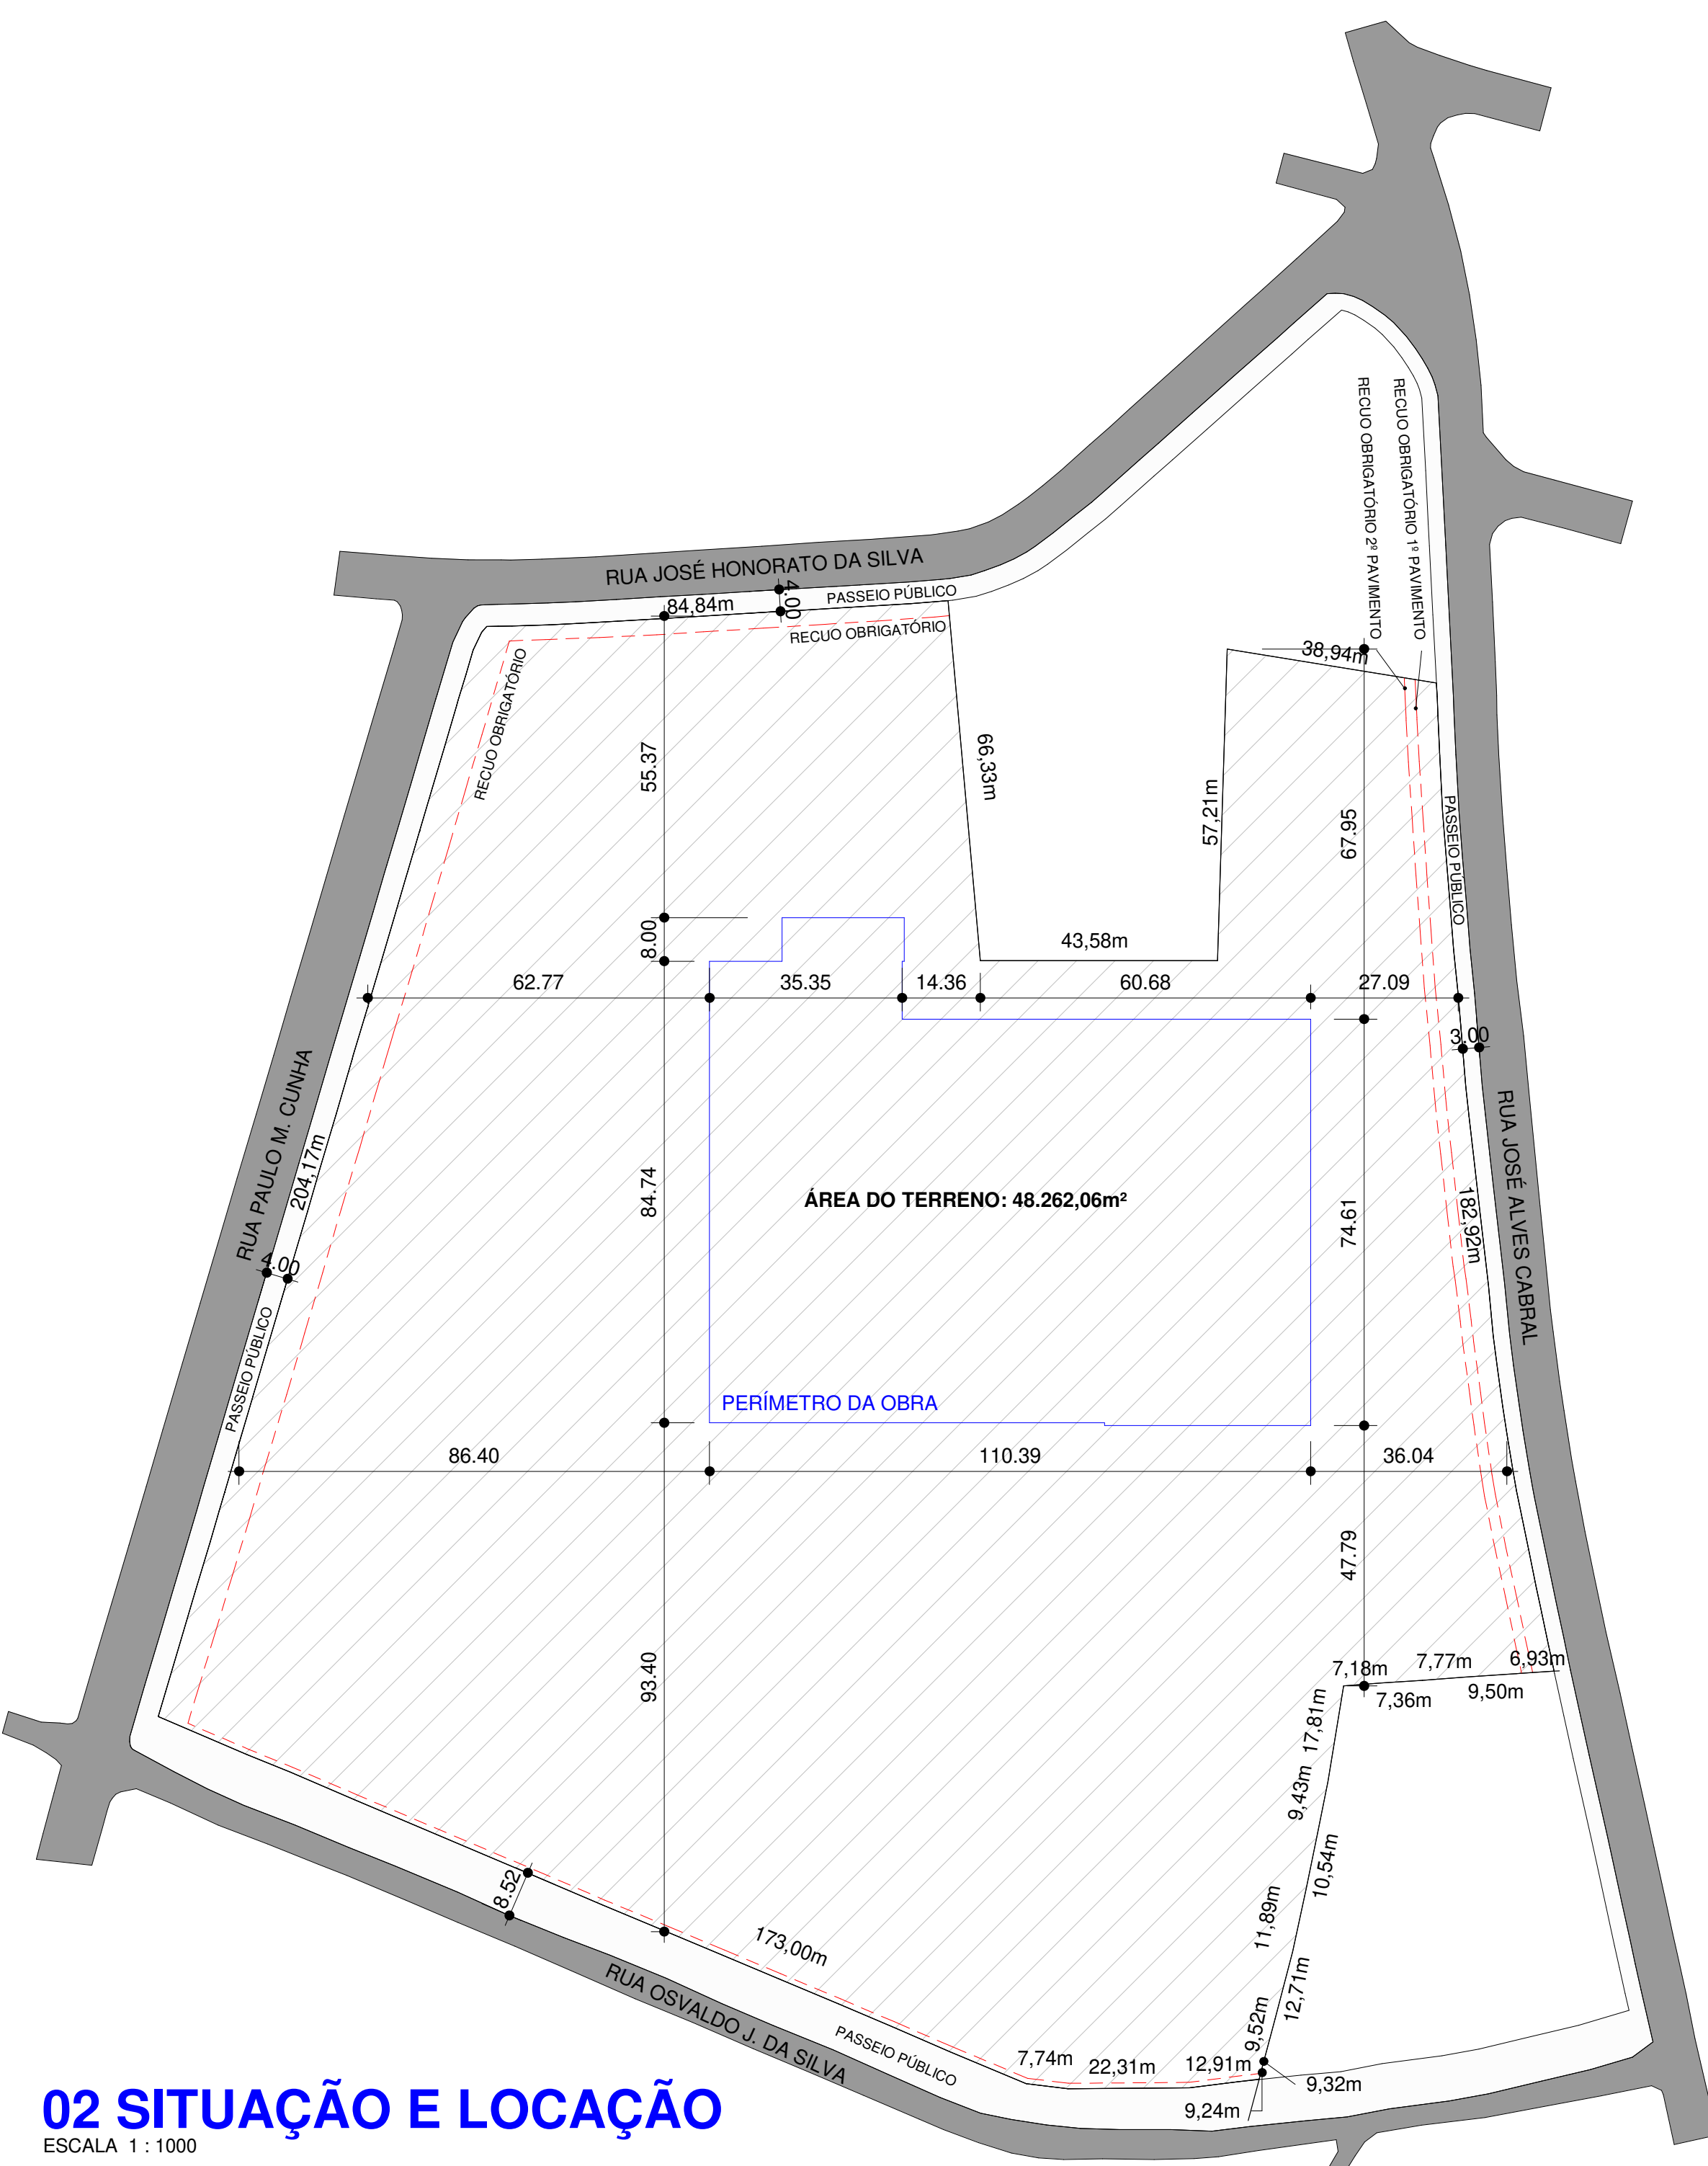 RECUO OBRIGATÓRIO 2º PAVIMENTO
RECUO OBRIGATÓRIO 1º PAVIMENTO
RUA JOSÉ HONORATO DA SILVA
4.00
84,84m
PASSEIO PÚBLICO
RECUO OBRIGATÓRIO
RECUO OBRIGATÓRIO
38,94m
55.37
66,33m
57,21m
67.95
PASSEIO PÚBLICO
8.00
43,58m
62.77
35.35
14.36
60.68
27.09
3.00
RUA PAULO M. CUNHA
204,17m
84.74
ÁREA DO TERRENO: 48.262,06m²
74.61
182,92m
RUA JOSÉ ALVES CABRAL
4.00
PASSEIO PÚBLICO
PERÍMETRO DA OBRA
86.40
110.39
36.04
47.79
93.40
7,18m
7,77m
6,93m
7,36m
9,50m
17,81m
9,43m
10,54m
11,89m
12,71m
9,52m
8.52
173,00m
RUA OSVALDO J. DA SILVA
PASSEIO PÚBLICO
7,74m
22,31m
12,91m
9,32m
9,24m
02 SITUAÇÃO E LOCAÇÃO
ESCALA 1 : 1000